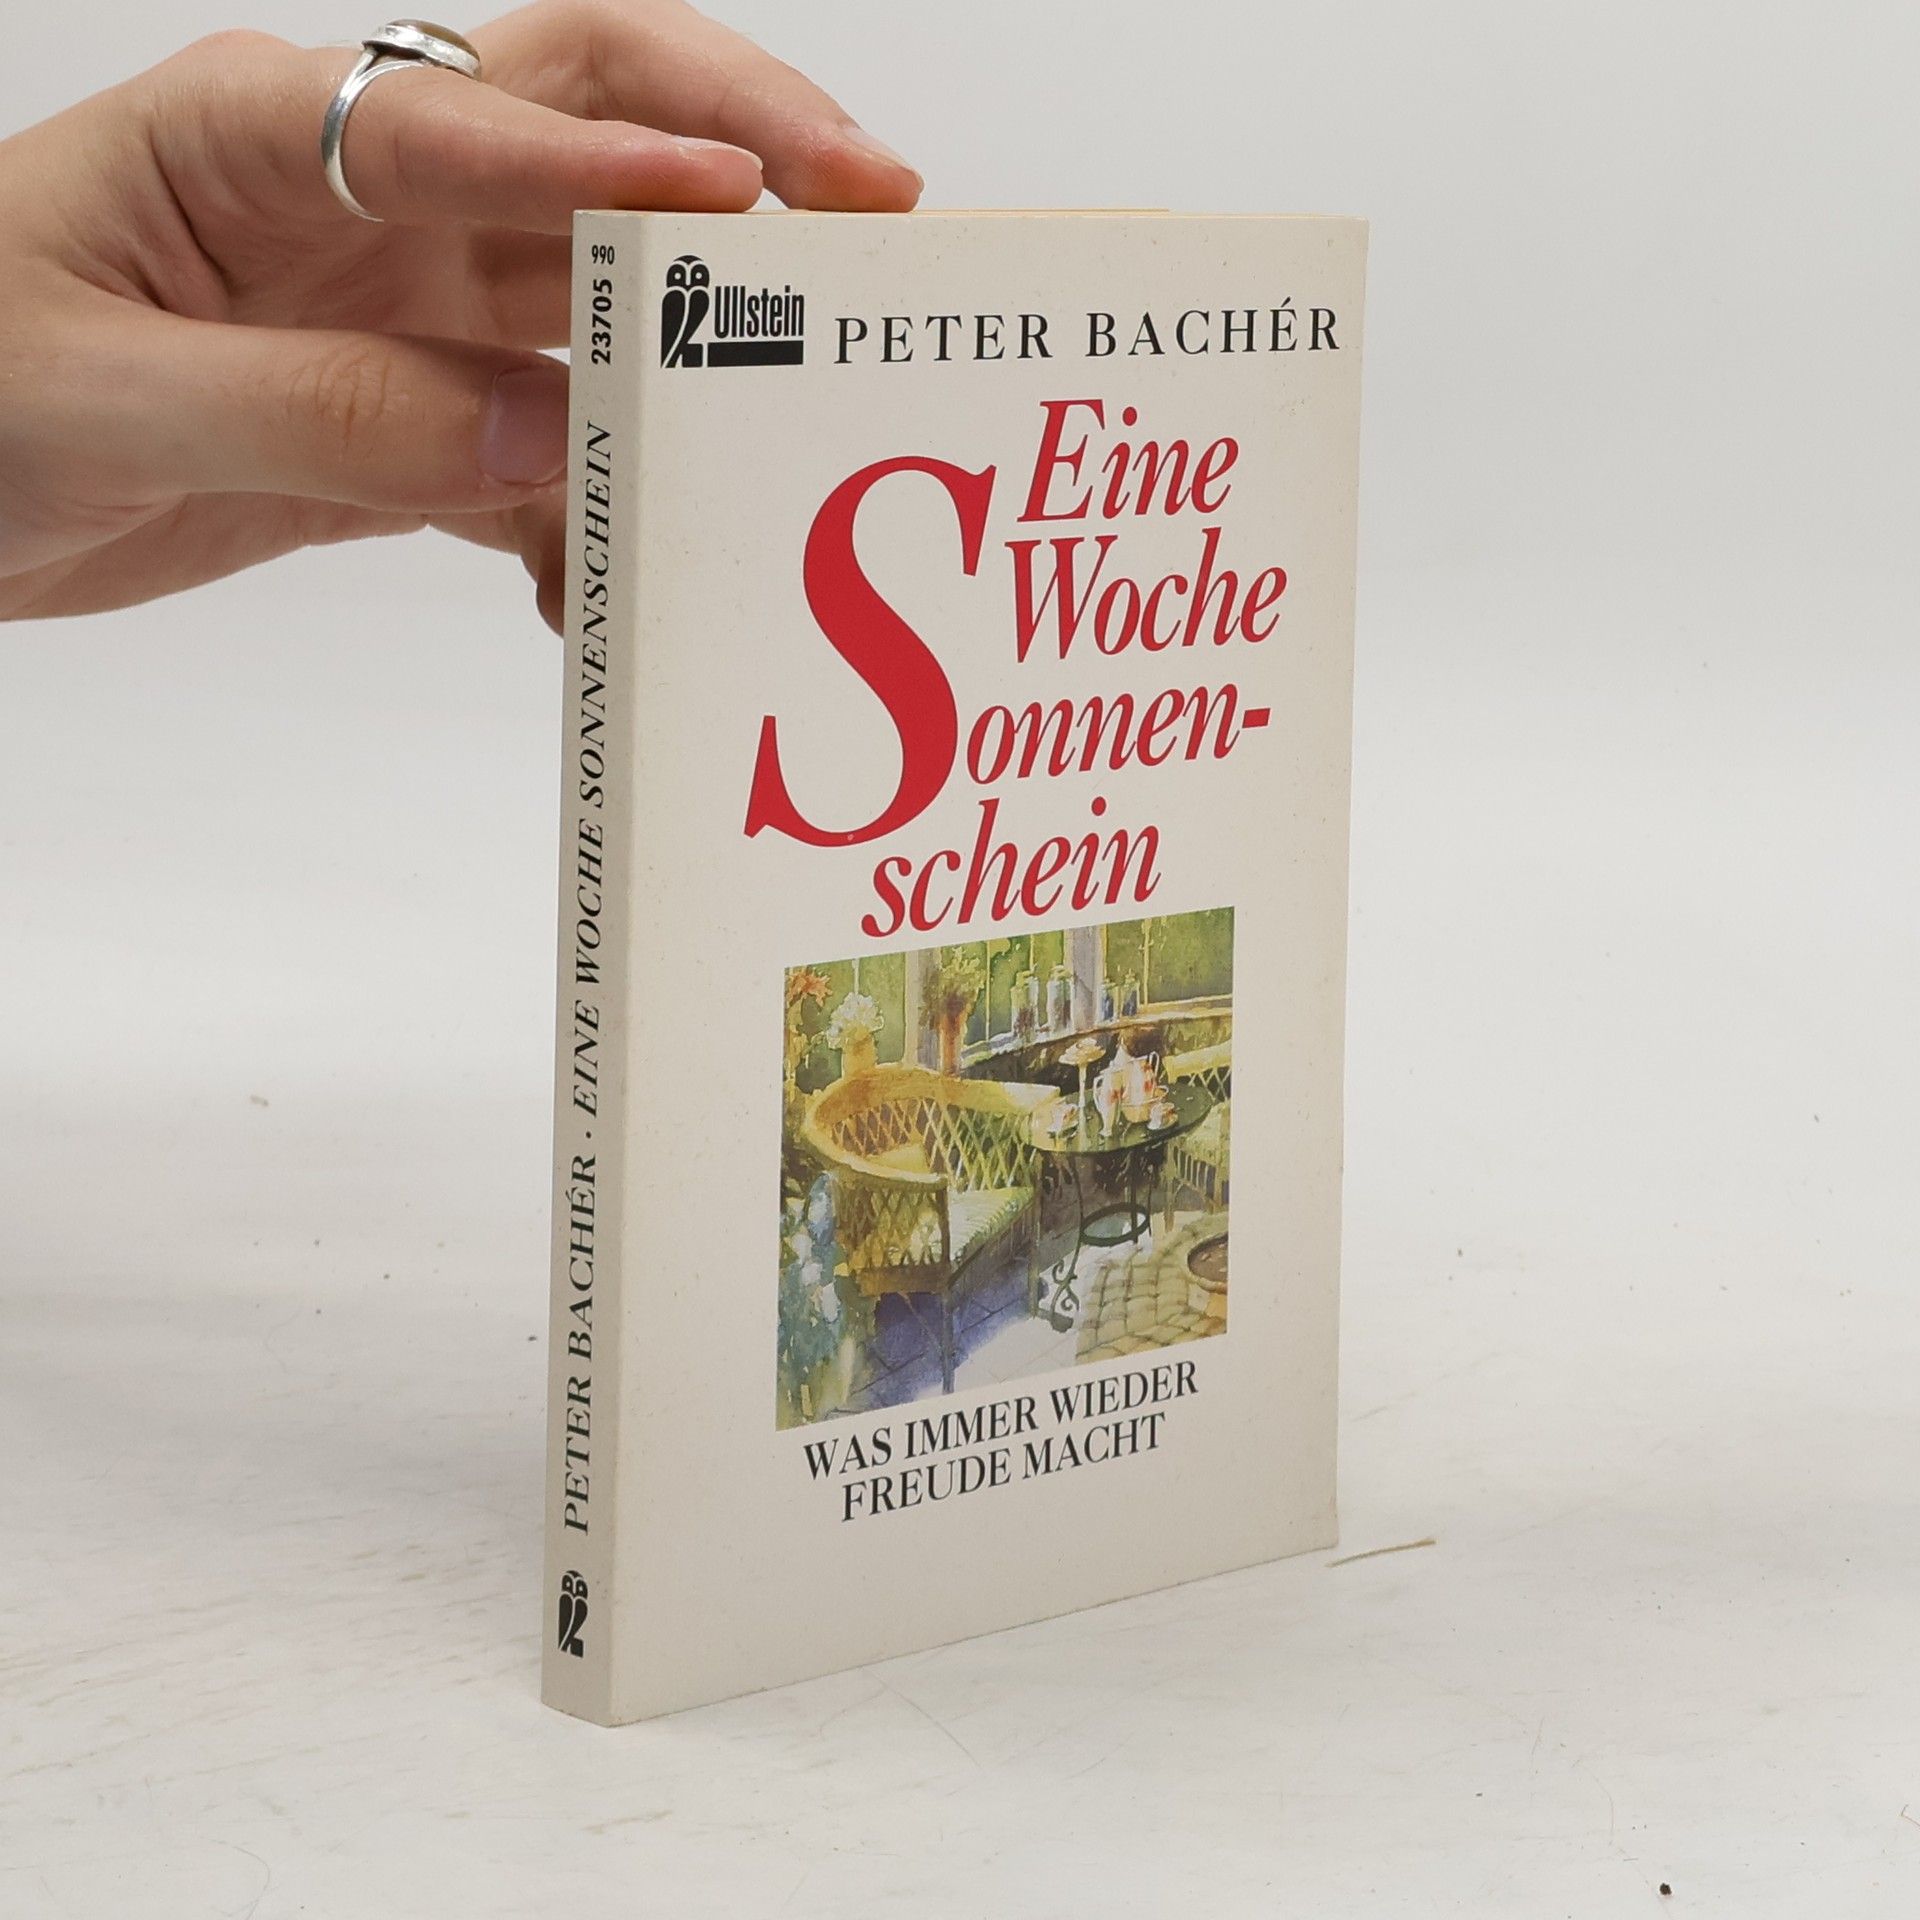 990
23705
PETER BACHÉR · EINE WOCHE SONNENSCHEIN
Ullstein
PETER BACHÉR
Eine
Woche
Sonnen-
schein
WAS IMMER WIEDER
FREUDE MACHT